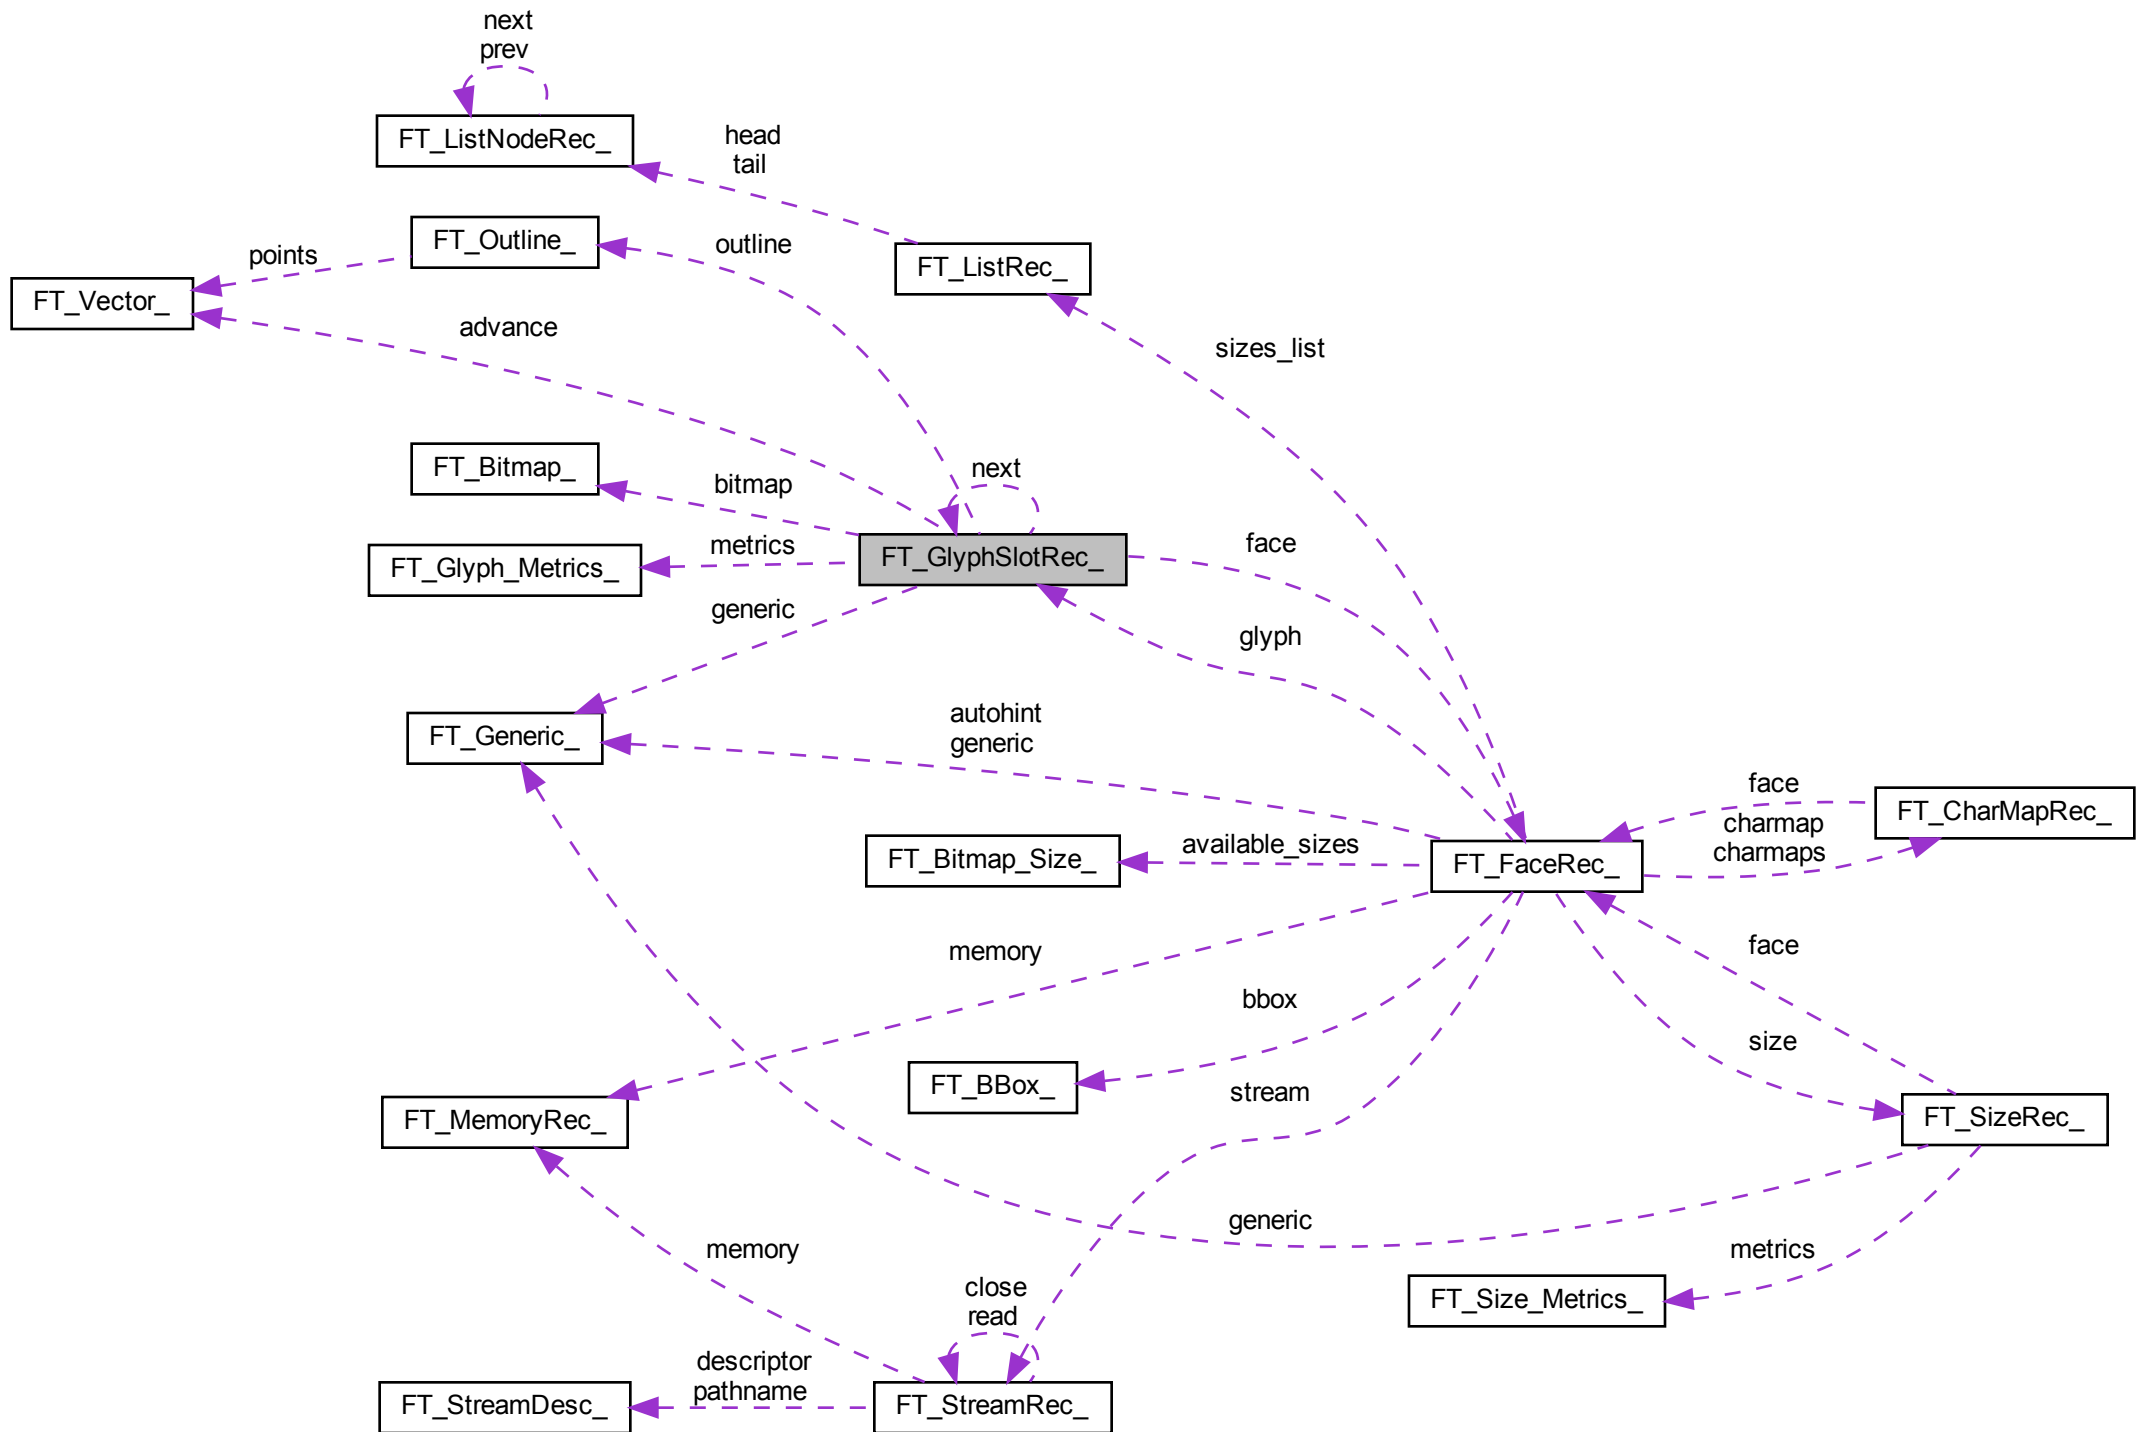 next
prev
FT_ListNodeRec_
head
tail
FT_Outline_
outline
points
FT_ListRec_
FT_Vector_
advance
sizes_list
FT_Bitmap_
next
bitmap
metrics
face
FT_GlyphSlotRec_
FT_Glyph_Metrics_
generic
glyph
autohint
generic
FT_Generic_
face
charmap
charmaps
FT_CharMapRec_
available_sizes
FT_Bitmap_Size_
FT_FaceRec_
memory
face
bbox
size
FT_BBox_
stream
FT_MemoryRec_
FT_SizeRec_
generic
memory
metrics
close
read
FT_Size_Metrics_
descriptor
pathname
FT_StreamDesc_
FT_StreamRec_